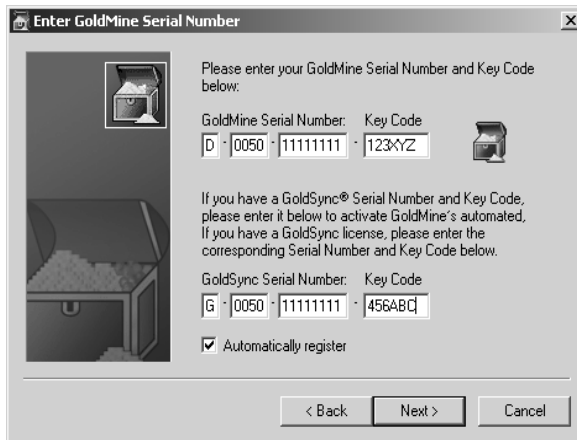 Enter GoldMine Serial Number
Please enter your GoldMine Serial Number and Key Code
below:
GoldMine Serial Number: Key Code
D - 0050 - 11111111 - 123XYZ
If you have a GoldSync® Serial Number and Key Code,
please enter it below to activate GoldMine's automated,
If you have a GoldSync license, please enter the
corresponding Serial Number and Key Code below.
GoldSync Serial Number: Key Code
G - 0050 - 11111111 - 456ABC
Automatically register
< Back Next > Cancel